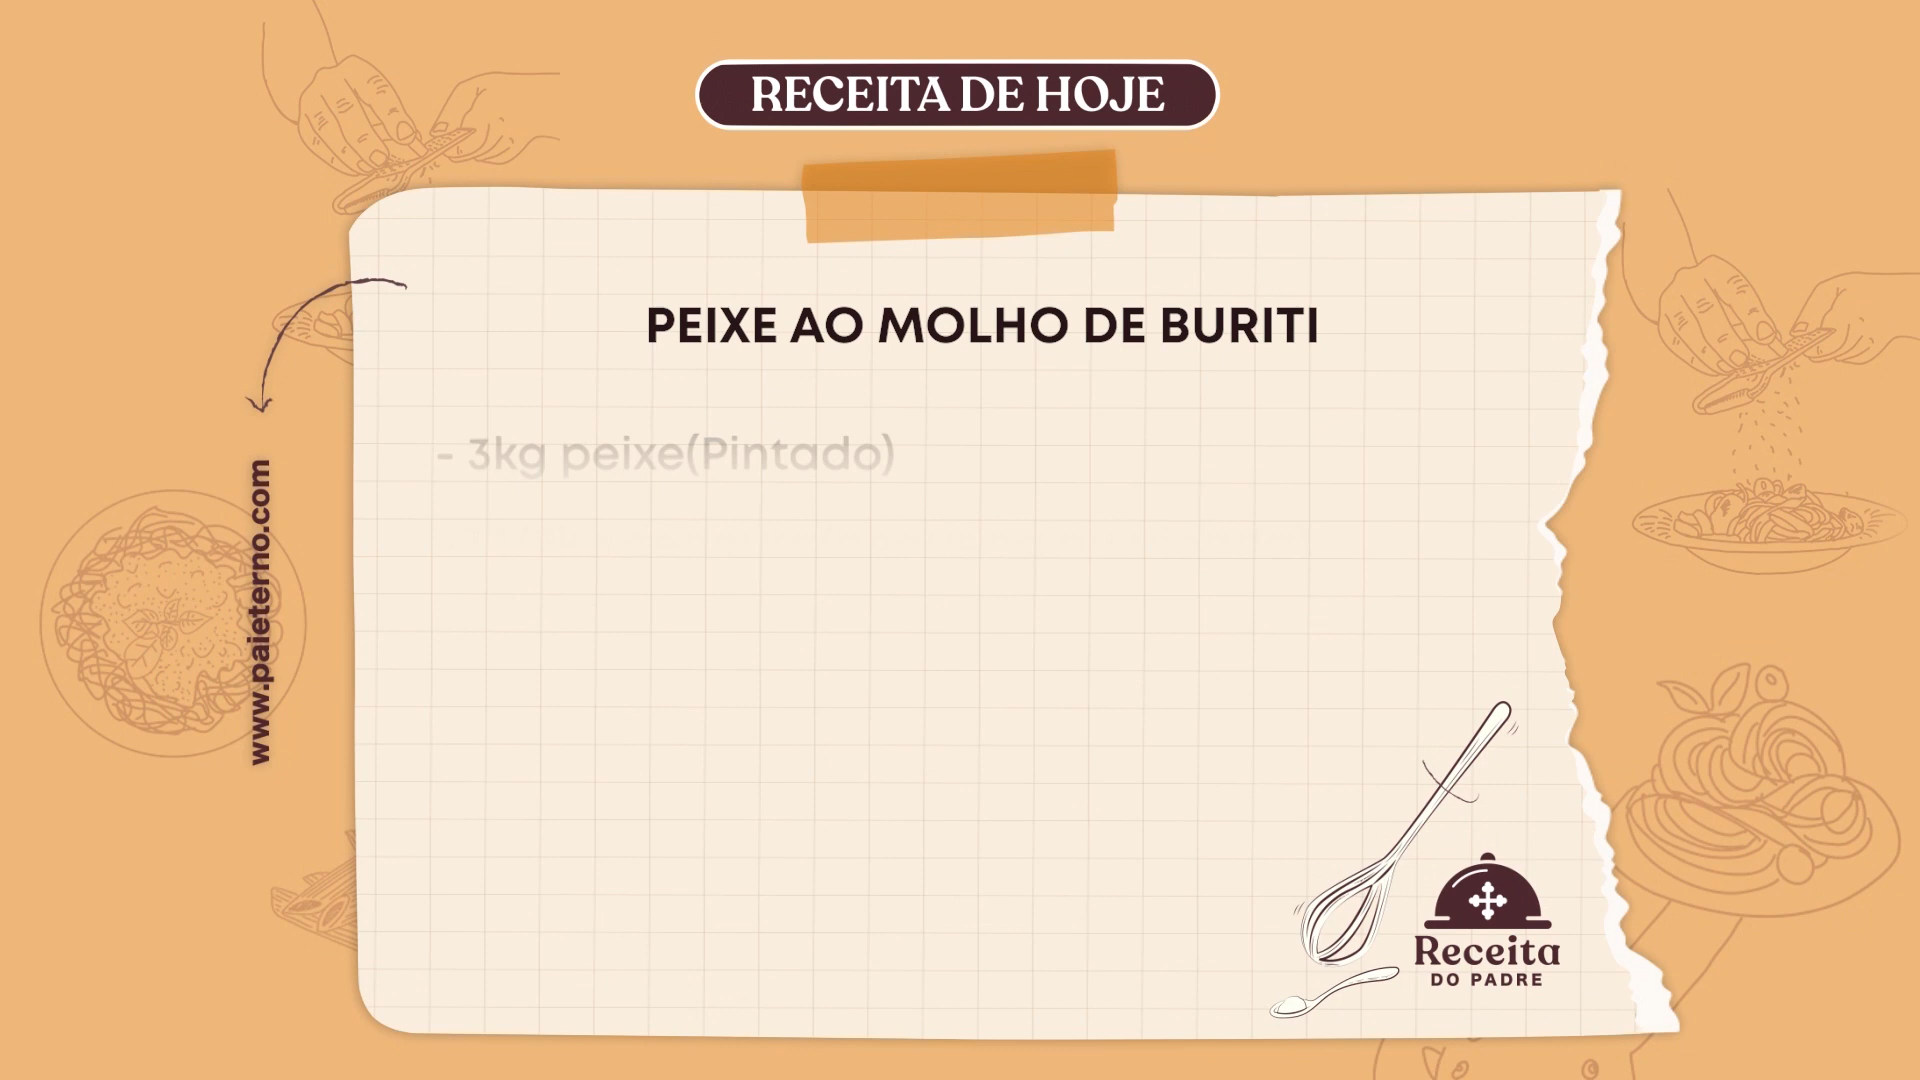 RECEITA DE HOJE
PEIXE AO MOLHO DE BURITI
- 3kg peixe(Pintado)
www.paieterno.com
Receita
DO PADRE